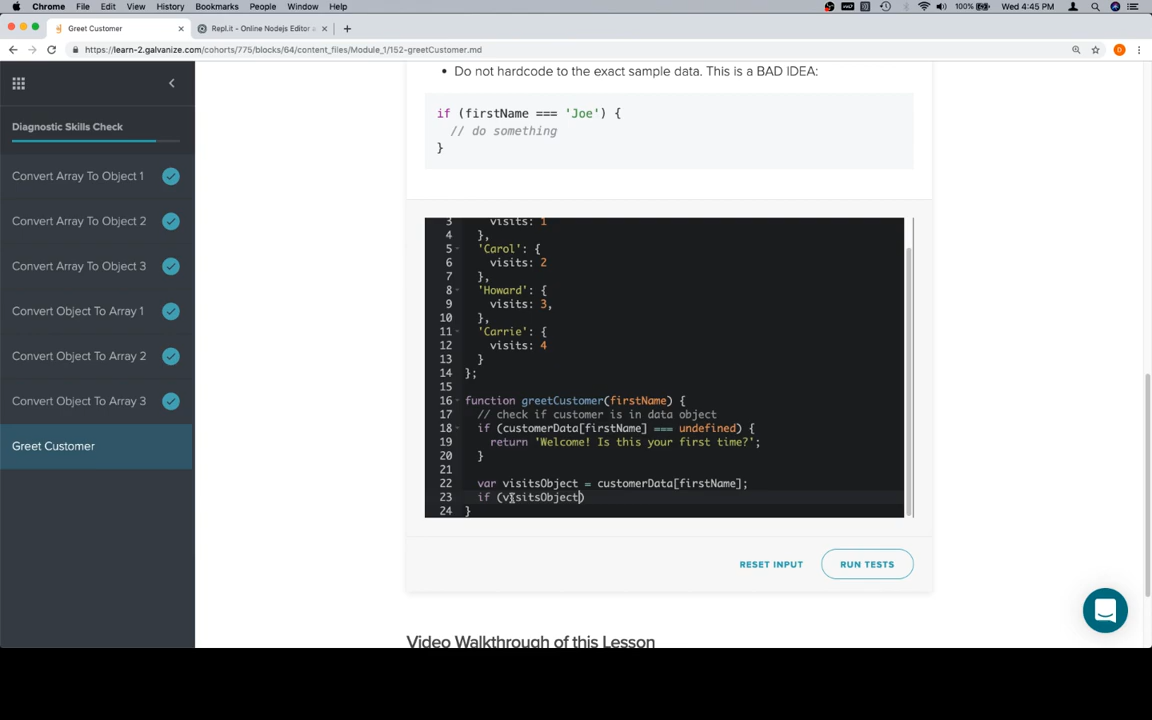 Chrome File Edit View History Bookmarks People Window Help
100% Wed 4:45 PM
Greet Customer
Repl.it - Online Nodejs Editor &
https://learn-2.galvanize.com/cohorts/775/blocks/64/content_files/Module_1/152-greetCustomer.md
Diagnostic Skills Check
Convert Array To Object 1
Convert Array To Object 2
Convert Array To Object 3
Convert Object To Array 1
Convert Object To Array 2
Convert Object To Array 3
Greet Customer
• Do not hardcode to the exact sample data. This is a BAD IDEA:
if (firstName === 'Joe') {
// do something
}
3 visits: 1
4 },
5 'Carol': {
6 visits: 2
7 },
8 'Howard': {
9 visits: 3,
10 },
11 'Carrie': {
12 visits: 4
13 }
14 };
15
16 function greetCustomer(firstName) {
17 // check if customer is in data object
18 if (customerData[firstName] === undefined) {
19 return 'Welcome! Is this your first time?';
20 }
21
22 var visitsObject = customerData[firstName];
23 if (visitsObject)
24 }
RESET INPUT
RUN TESTS
Video Walkthrough of this Lesson